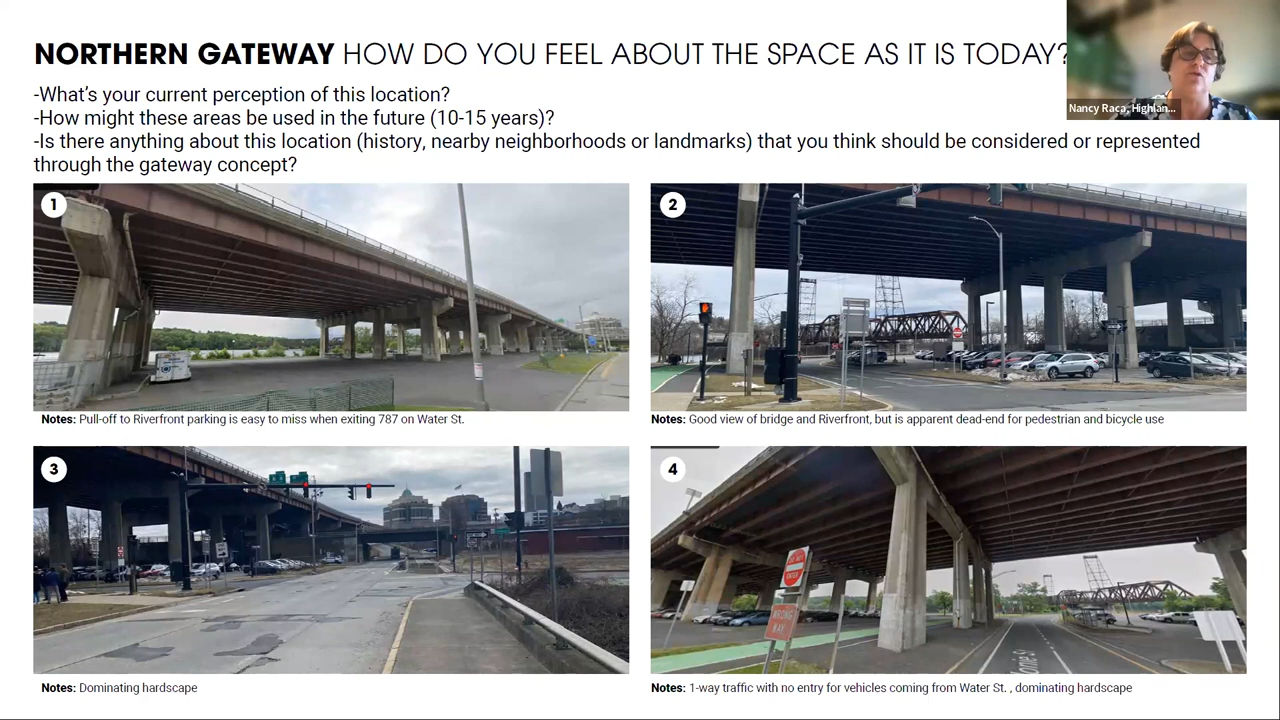 NORTHERN GATEWAY HOW DO YOU FEEL ABOUT THE SPACE AS IT IS TODAY?
Nancy Raca, Highlan...
-What's your current perception of this location?
-How might these areas be used in the future (10-15 years)?
-Is there anything about this location (history, nearby neighborhoods or landmarks) that you think should be considered or represented
through the gateway concept?
1
2
Notes: Pull-off to Riverfront parking is easy to miss when exiting 787 on Water St.
Notes: Good view of bridge and Riverfront, but is apparent dead-end for pedestrian and bicycle use
3
4
ENTER
WRONG
WAY
Notes: Dominating hardscape
Notes: 1-way traffic with no entry for vehicles coming from Water St. , dominating hardscape